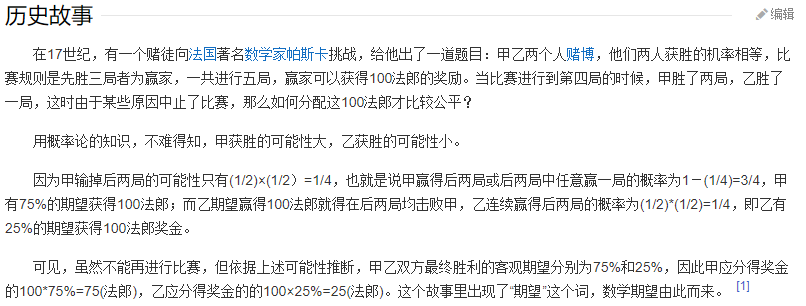 历史故事
编辑
在17世纪，有一个赌徒向法国著名数学家帕斯卡挑战，给他出了一道题目：甲乙两个人赌博，他们两人获胜的机率相等，比
赛规则是先胜三局者为赢家，一共进行五局，赢家可以获得100法郎的奖励。当比赛进行到第四局的时候，甲胜了两局，乙胜了
一局，这时由于某些原因中止了比赛，那么如何分配这100法郎才比较公平？
用概率论的知识，不难得知，甲获胜的可能性大，乙获胜的可能性小。
因为甲输掉后两局的可能性只有(1/2)×(1/2）=1/4，也就是说甲赢得后两局或后两局中任意赢一局的概率为1－(1/4)=3/4，甲
有75%的期望获得100法郎；而乙期望赢得100法郎就得在后两局均击败甲，乙连续赢得后两局的概率为(1/2)*(1/2)=1/4，即乙有
25%的期望获得100法郎奖金。
可见，虽然不能再进行比赛，但依据上述可能性推断，甲乙双方最终胜利的客观期望分别为75%和25%，因此甲应分得奖金
的100*75%=75(法郎)，乙应分得奖金的的100×25%=25(法郎)。这个故事里出现了“期望”这个词，数学期望由此而来。 [1]